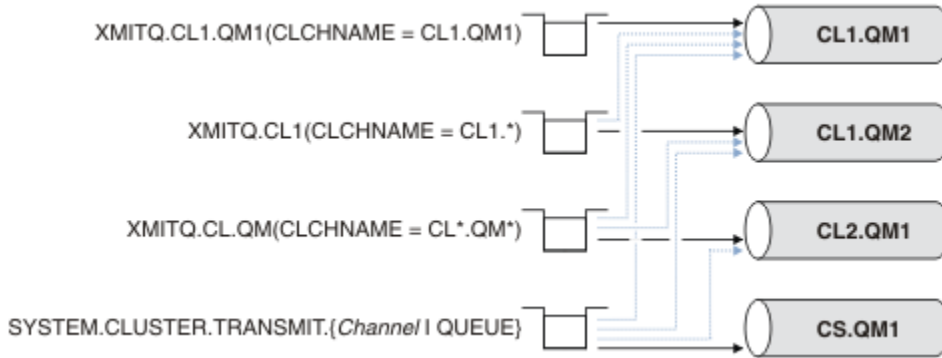 XMITQ.CL1.QM1(CLCHNAME = CL1.QM1)
CL1.QM1
XMITQ.CL1(CLCHNAME = CL1.*)
CL1.QM2
XMITQ.CL.QM(CLCHNAME = CL*.QM*)
CL2.QM1
SYSTEM.CLUSTER.TRANSMIT.{Channel | QUEUE}
CS.QM1